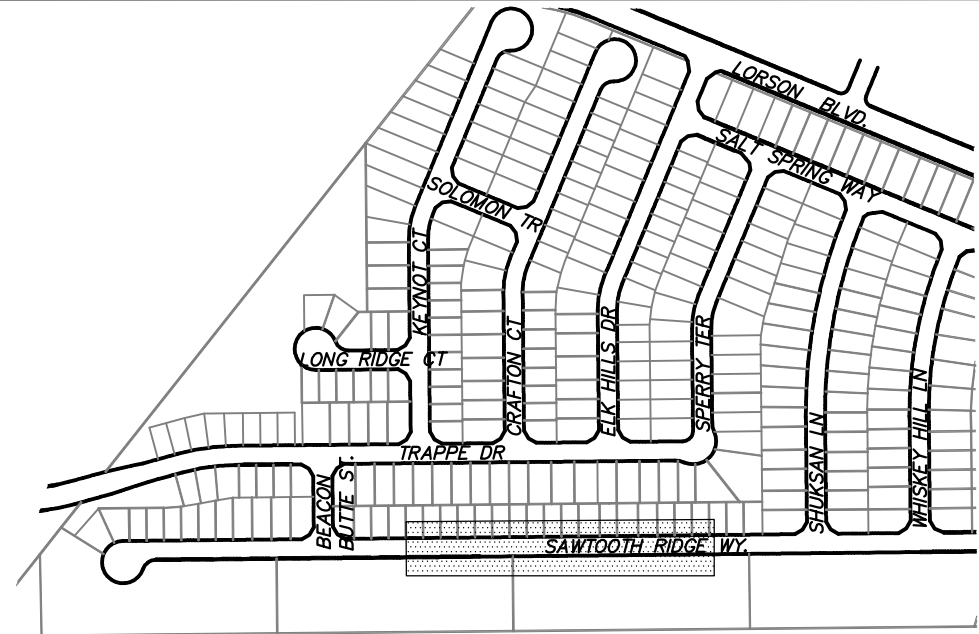 LORSON BLVD.
SALT SPRING WAY
SOLOMON TR
KEYNOT CT
LONG RIDGE CT
CRAFTON CT
ELK HILLS DR
SPERRY TER
SHUKSAN LN
WHISKEY HILL LN
TRAPPE DR
BEACON
BUTTE ST.
SAWTOOTH RIDGE WY.